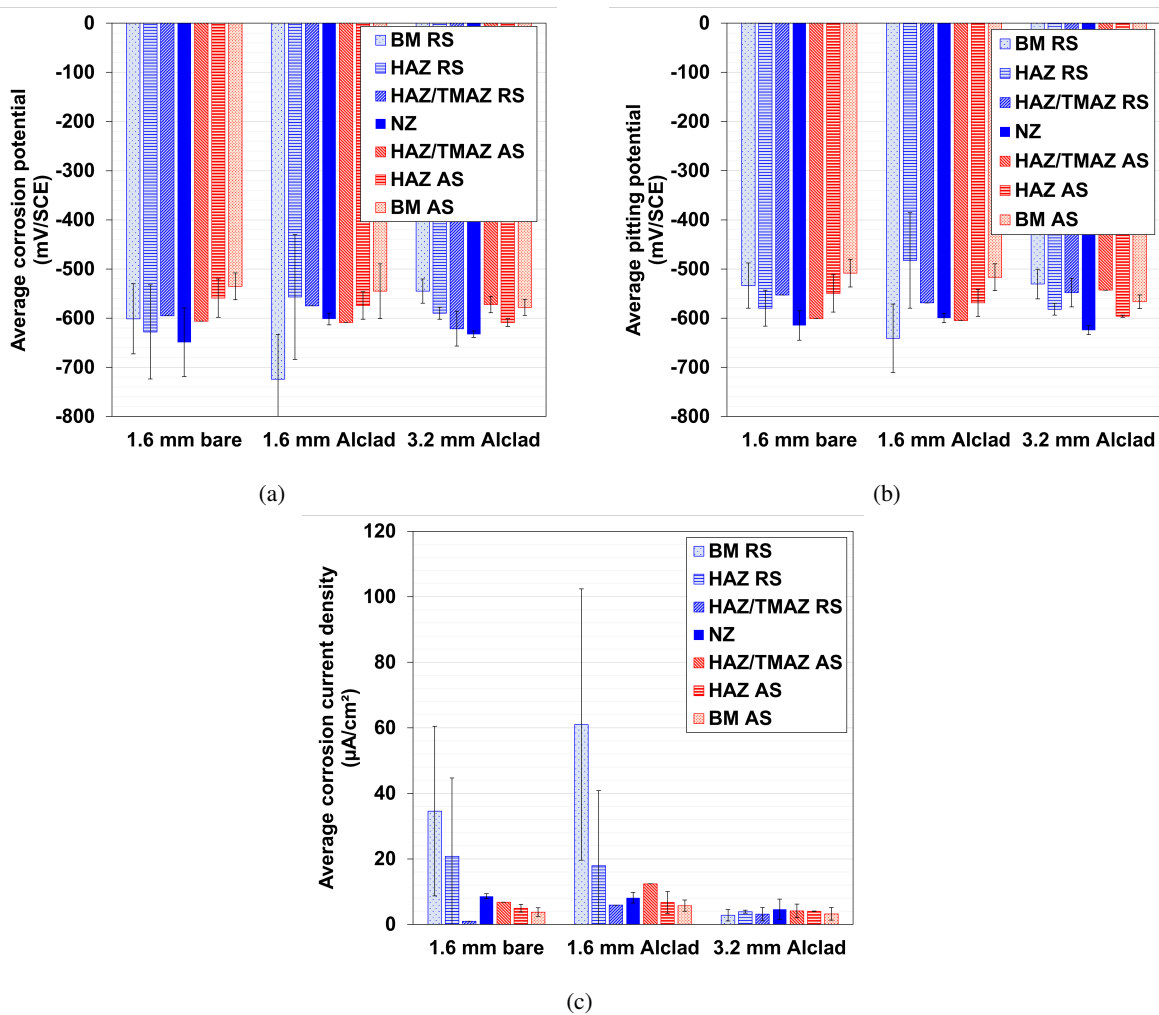 0
-100
-200
-300
-400
-500
-600
-700
-800
Average corrosion potential
(mV/SCE)
BM RS
HAZ RS
HAZ/TMAZ RS
NZ
HAZ/TMAZ AS
HAZ AS
BM AS
1.6 mm bare 1.6 mm Alclad 3.2 mm Alclad
(a)
0
-100
-200
-300
-400
-500
-600
-700
-800
Average pitting potential
(mV/SCE)
BM RS
HAZ RS
HAZ/TMAZ RS
NZ
HAZ/TMAZ AS
HAZ AS
BM AS
1.6 mm bare 1.6 mm Alclad 3.2 mm Alclad
(b)
120
100
80
60
40
20
0
Average corrosion current density
(µA/cm²)
BM RS
HAZ RS
HAZ/TMAZ RS
NZ
HAZ/TMAZ AS
HAZ AS
BM AS
1.6 mm bare 1.6 mm Alclad 3.2 mm Alclad
(c)